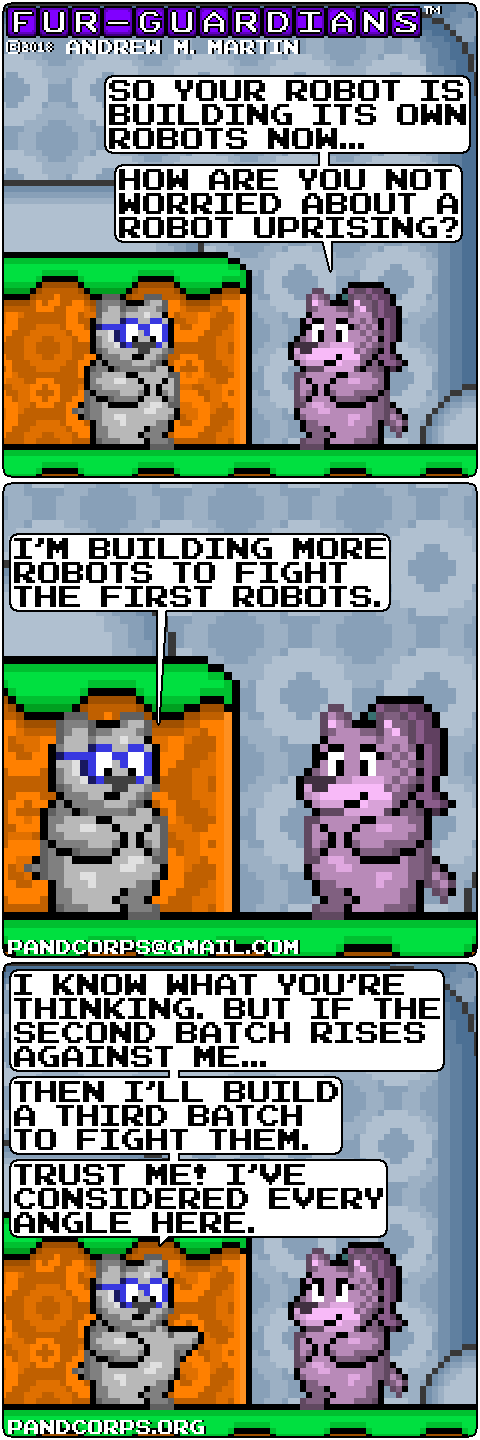 FUR-GUARDIANS™
©2018 ANDREW M. MARTIN
SO YOUR ROBOT IS
BUILDING ITS OWN
ROBOTS NOW...
HOW ARE YOU NOT
WORRIED ABOUT A
ROBOT UPRISING?
I'M BUILDING MORE
ROBOTS TO FIGHT
THE FIRST ROBOTS.
PANDCORPS@GMAIL.COM
I KNOW WHAT YOU'RE
THINKING. BUT IF THE
SECOND BATCH RISES
AGAINST ME...
THEN I'LL BUILD
A THIRD BATCH
TO FIGHT THEM.
TRUST ME! I'VE
CONSIDERED EVERY
ANGLE HERE.
PANDCORPS.ORG